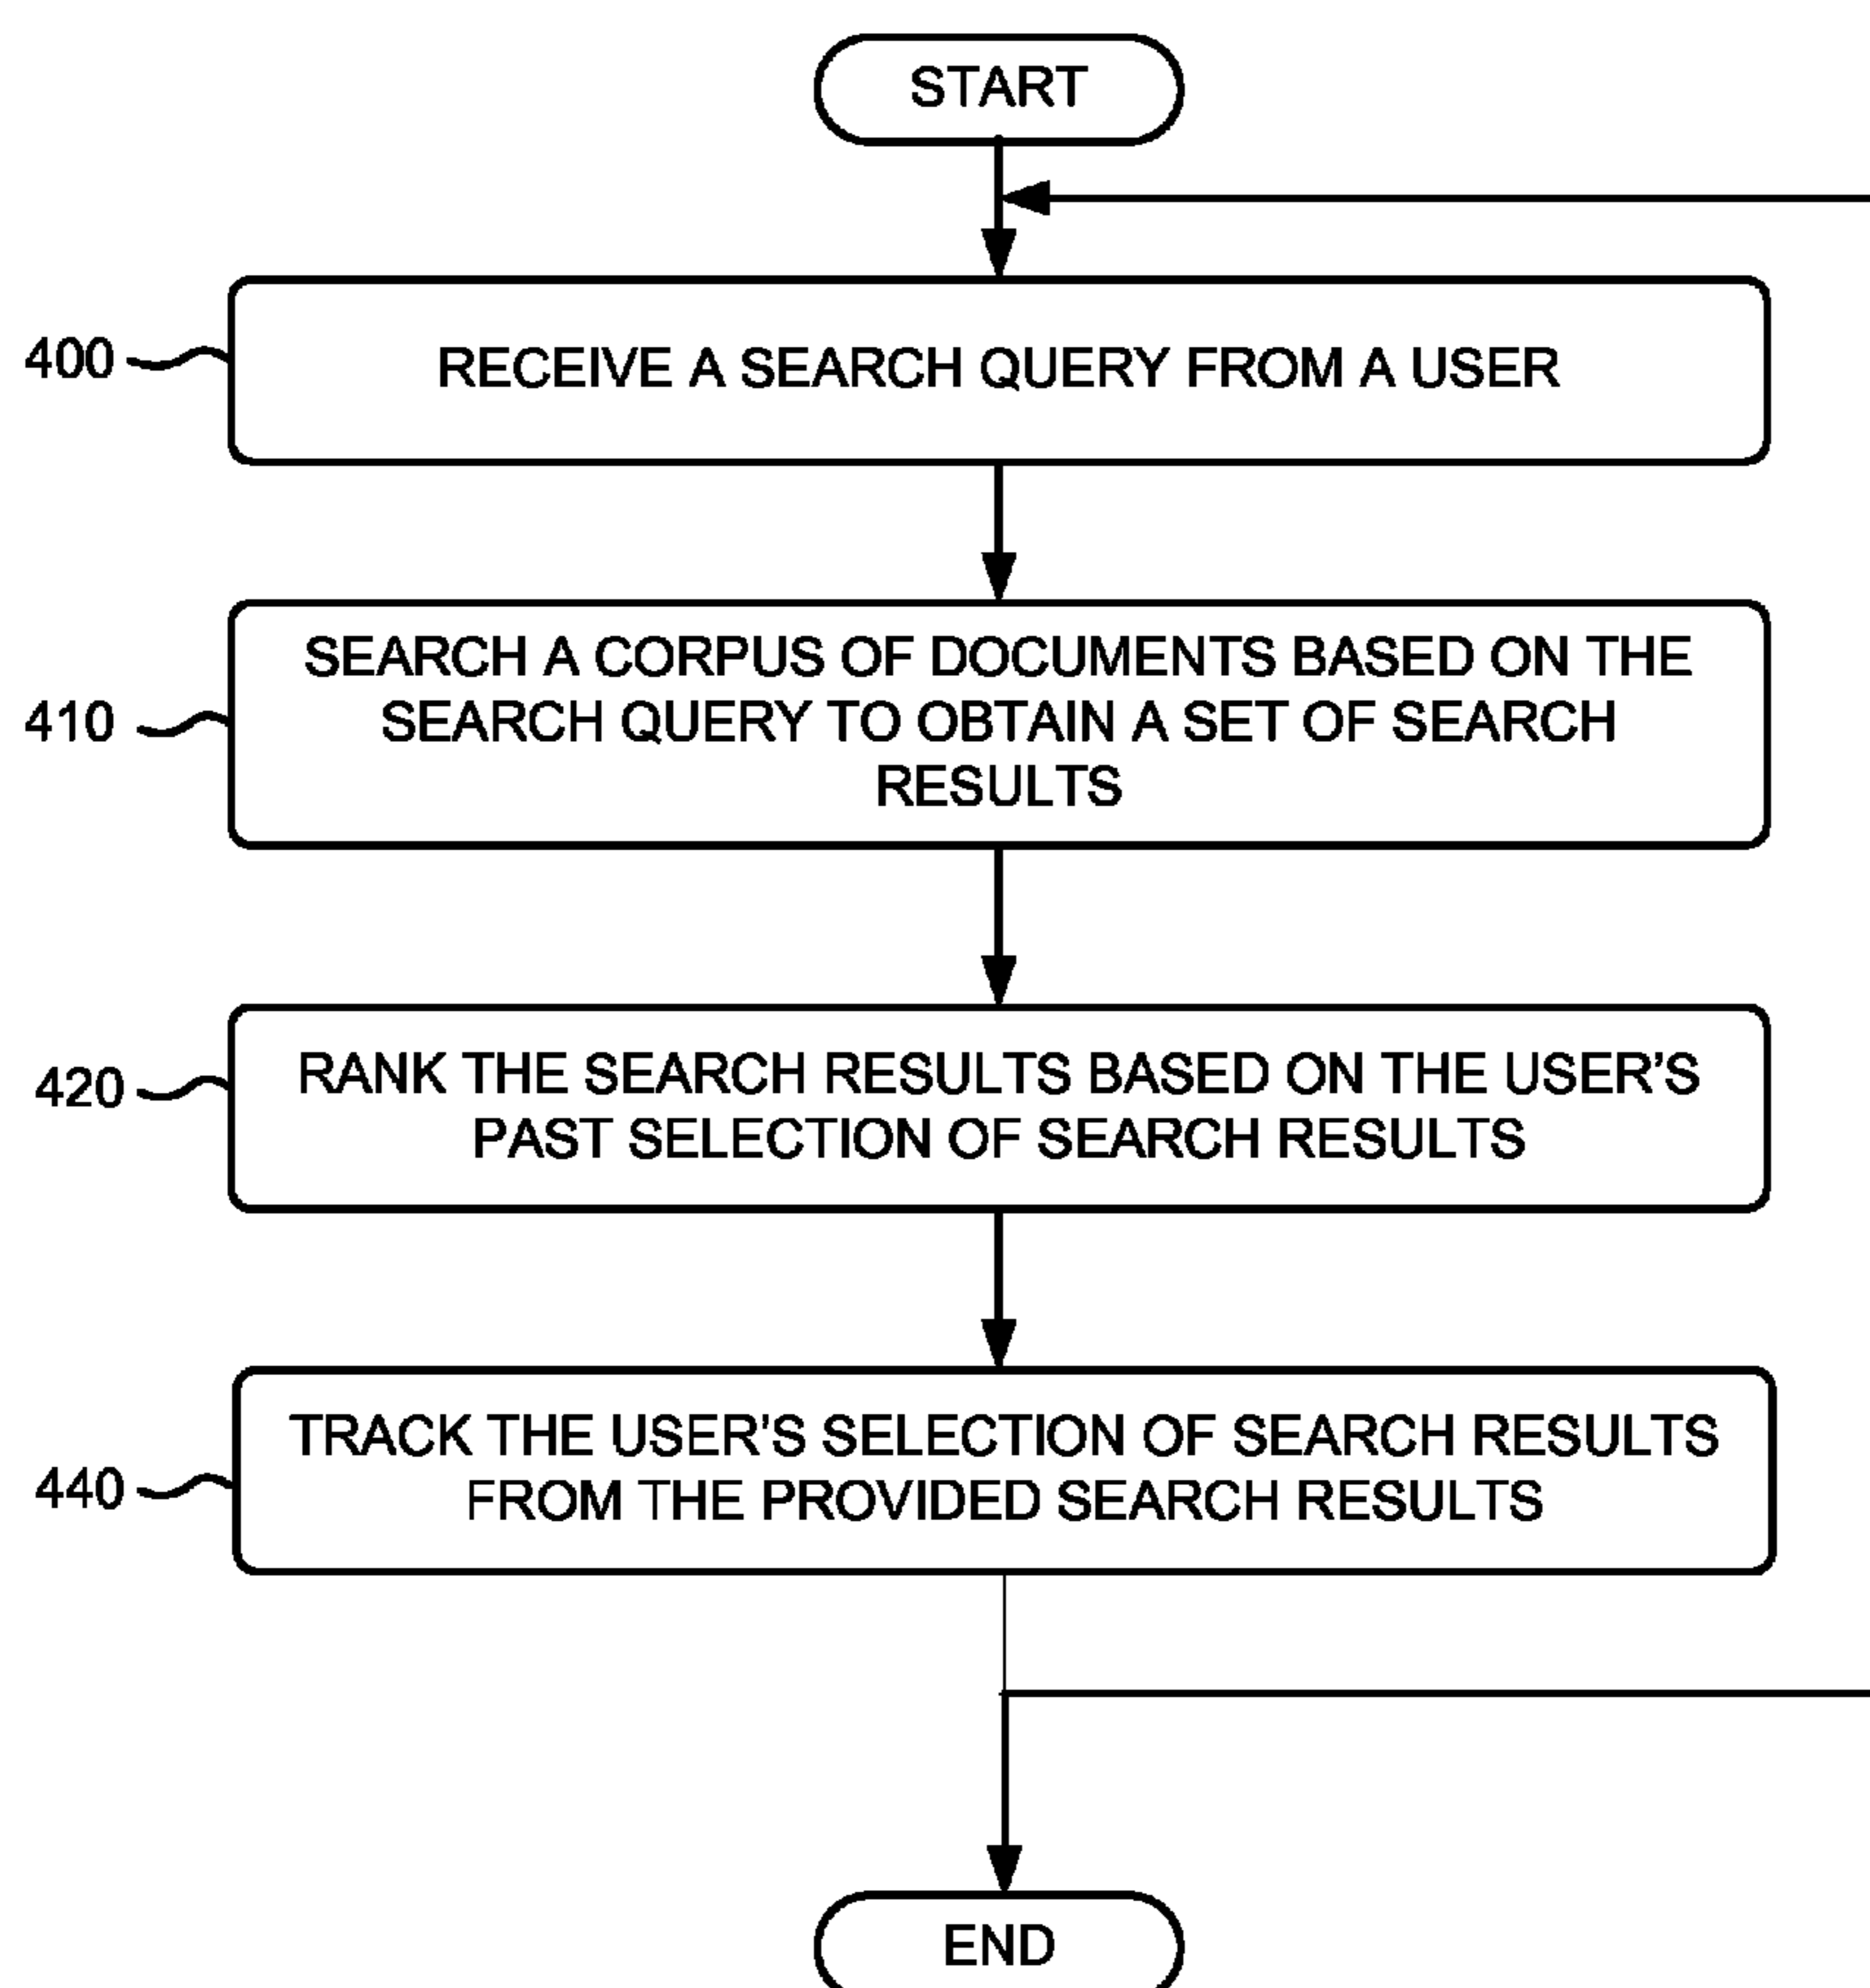 START
400
RECEIVE A SEARCH QUERY FROM A USER
410
SEARCH A CORPUS OF DOCUMENTS BASED ON THE
SEARCH QUERY TO OBTAIN A SET OF SEARCH
RESULTS
420
RANK THE SEARCH RESULTS BASED ON THE USER'S
PAST SELECTION OF SEARCH RESULTS
440
TRACK THE USER'S SELECTION OF SEARCH RESULTS
FROM THE PROVIDED SEARCH RESULTS
END